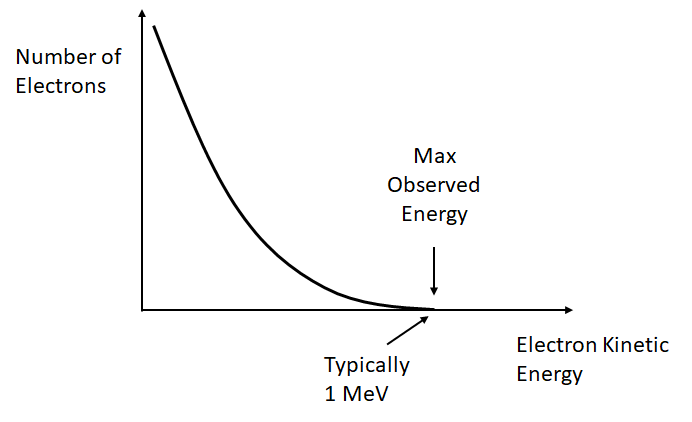 Number of
Electrons
Max
Observed
Energy
Typically
1 MeV
Electron Kinetic
Energy